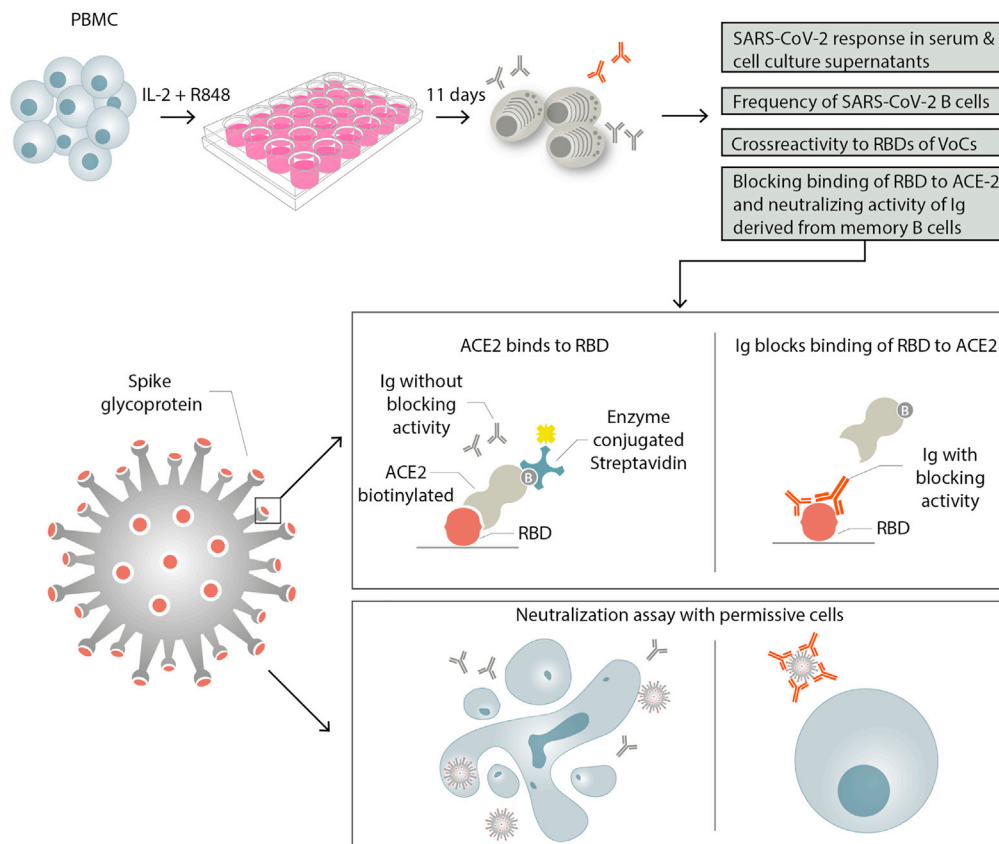 PBMC
IL-2 + R848
11 days
SARS-CoV-2 response in serum &
cell culture supernatants
Frequency of SARS-CoV-2 B cells
Crossreactivity to RBDs of VoCs
Blocking binding of RBD to ACE-2
and neutralizing activity of Ig
derived from memory B cells
Spike
glycoprotein
ACE2 binds to RBD
Ig without
blocking
activity
Enzyme
conjugated
Streptavidin
ACE2
biotinylated
B
RBD
Ig blocks binding of RBD to ACE2
B
Ig with
blocking
activity
RBD
Neutralization assay with permissive cells